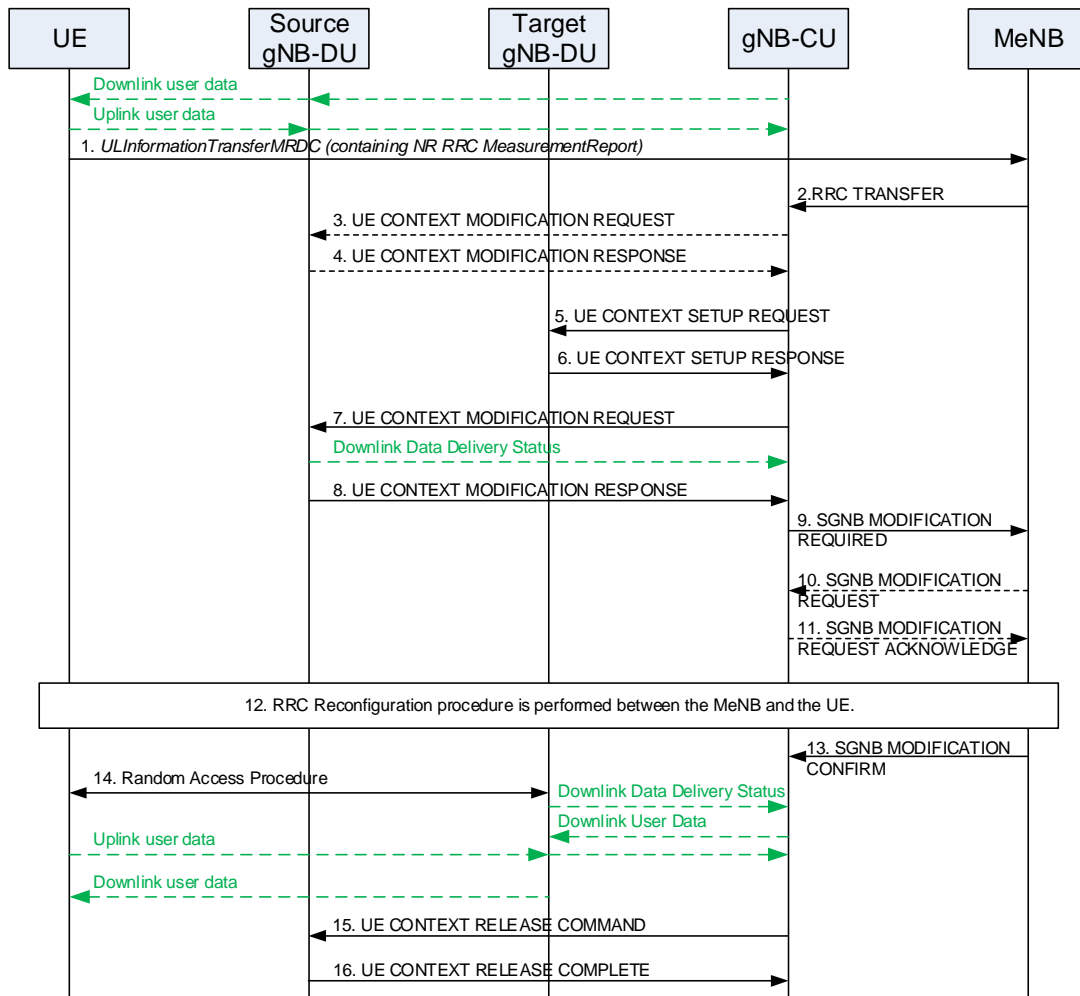 UE
Source
gNB-DU
Target
gNB-DU
gNB-CU
MeNB
Downlink user data
Uplink user data
1. ULInformationTransferMRDC (containing NR RRC MeasurementReport)
2.RRC TRANSFER
3. UE CONTEXT MODIFICATION REQUEST
4. UE CONTEXT MODIFICATION RESPONSE
5. UE CONTEXT SETUP REQUEST
6. UE CONTEXT SETUP RESPONSE
7. UE CONTEXT MODIFICATION REQUEST
Downlink Data Delivery Status
8. UE CONTEXT MODIFICATION RESPONSE
9. SGNB MODIFICATION
REQUIRED
10. SGNB MODIFICATION
REQUEST
11. SGNB MODIFICATION
REQUEST ACKNOWLEDGE
12. RRC Reconfiguration procedure is performed between the MeNB and the UE.
13. SGNB MODIFICATION
CONFIRM
14. Random Access Procedure
Downlink Data Delivery Status
Downlink User Data
Uplink user data
Downlink user data
15. UE CONTEXT RELEASE COMMAND
16. UE CONTEXT RELEASE COMPLETE